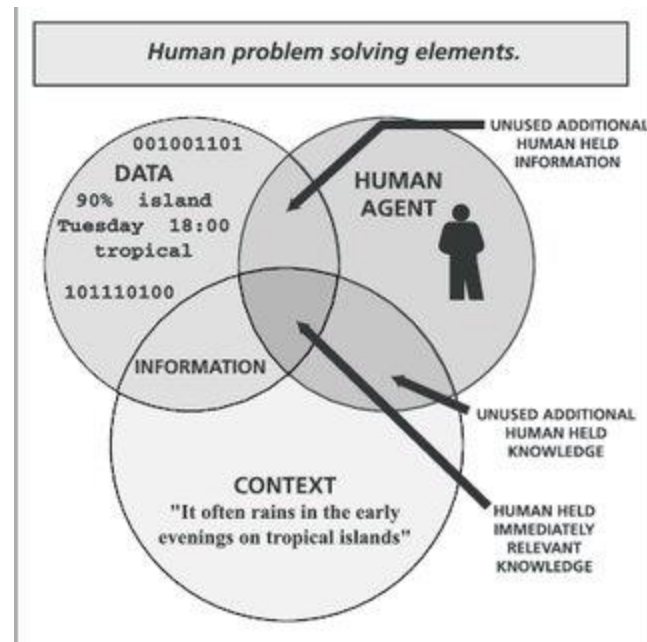 Human problem solving elements.
001001101
DATA
90% island
Tuesday 18:00
tropical
101110100
HUMAN
AGENT
UNUSED ADDITIONAL
HUMAN HELD
INFORMATION
INFORMATION
UNUSED ADDITIONAL
HUMAN HELD
KNOWLEDGE
CONTEXT
"It often rains in the early
evenings on tropical islands"
HUMAN HELD
IMMEDIATELY
RELEVANT
KNOWLEDGE